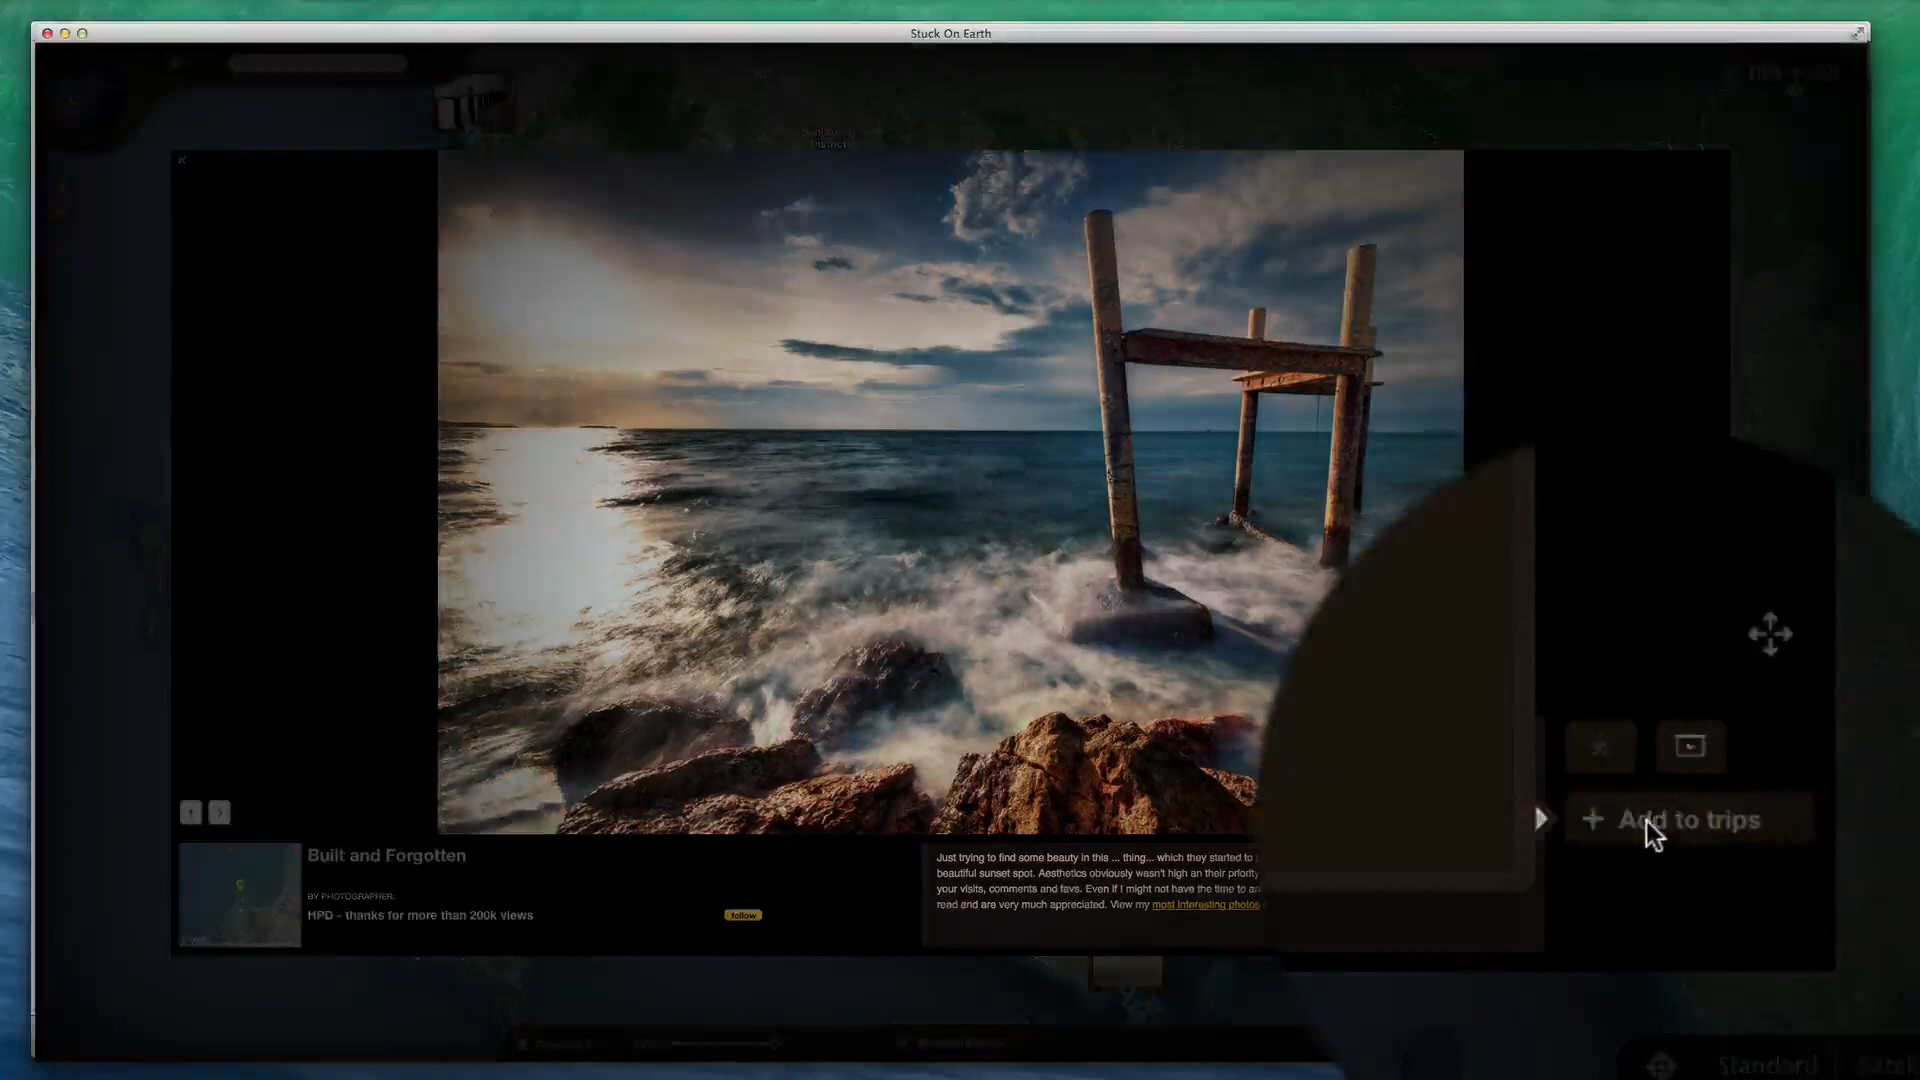 Stuck On Earth
Add to trips
Built and Forgotten
BY PHOTOGRAPHER:
HPD - thanks for more than 200k views
follow
Just trying to find some beauty in this ... thing... which they started to
beautiful sunset spot. Aesthetics obviously wasn't high an their priority
your visits, comments and favs. Even if I might not have the time to
read and are very much appreciated. View my most interesting photos
Standard